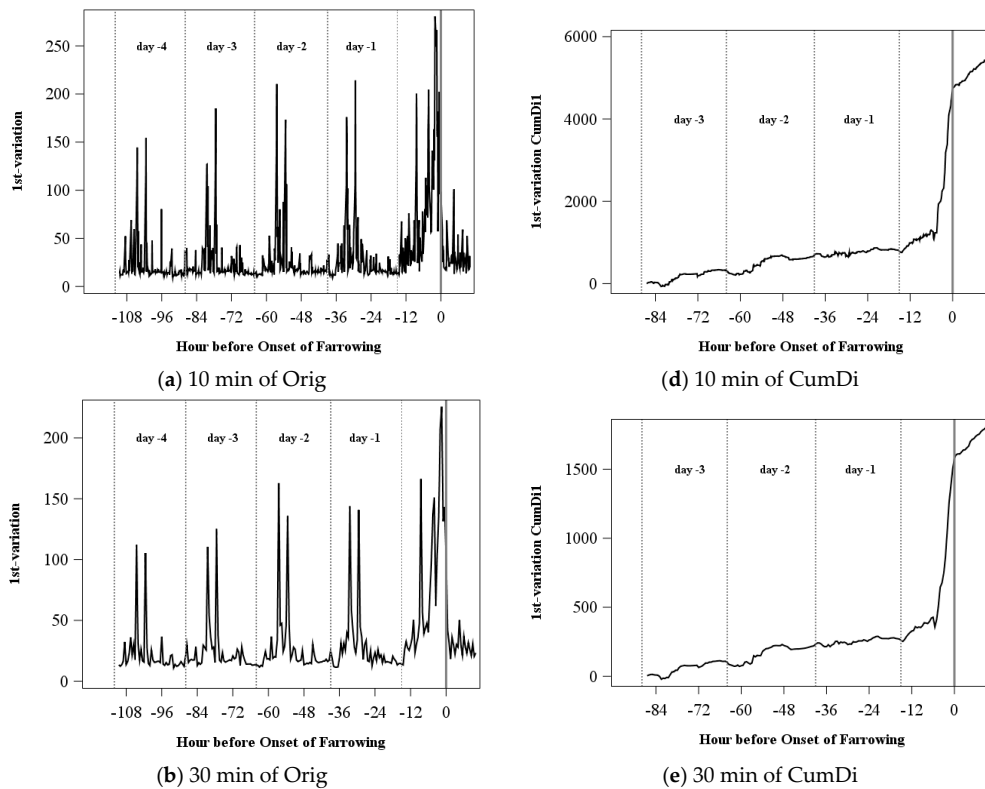 250
200
150
100
50
0
1st-variation
day -4
day -3
day -2
day -1
-108
-96
-84
-72
-60
-48
-36
-24
-12
0
Hour before Onset of Farrowing
(a) 10 min of Orig
6000
4000
2000
0
1st-variation CumDi1
day -3
day -2
day -1
-84
-72
-60
-48
-36
-24
-12
0
Hour before Onset of Farrowing
(d) 10 min of CumDi
200
150
100
50
0
1st-variation
day -4
day -3
day -2
day -1
-108
-96
-84
-72
-60
-48
-36
-24
-12
0
Hour before Onset of Farrowing
(b) 30 min of Orig
1500
1000
500
0
1st-variation CumDi1
day -3
day -2
day -1
-84
-72
-60
-48
-36
-24
-12
0
Hour before Onset of Farrowing
(e) 30 min of CumDi